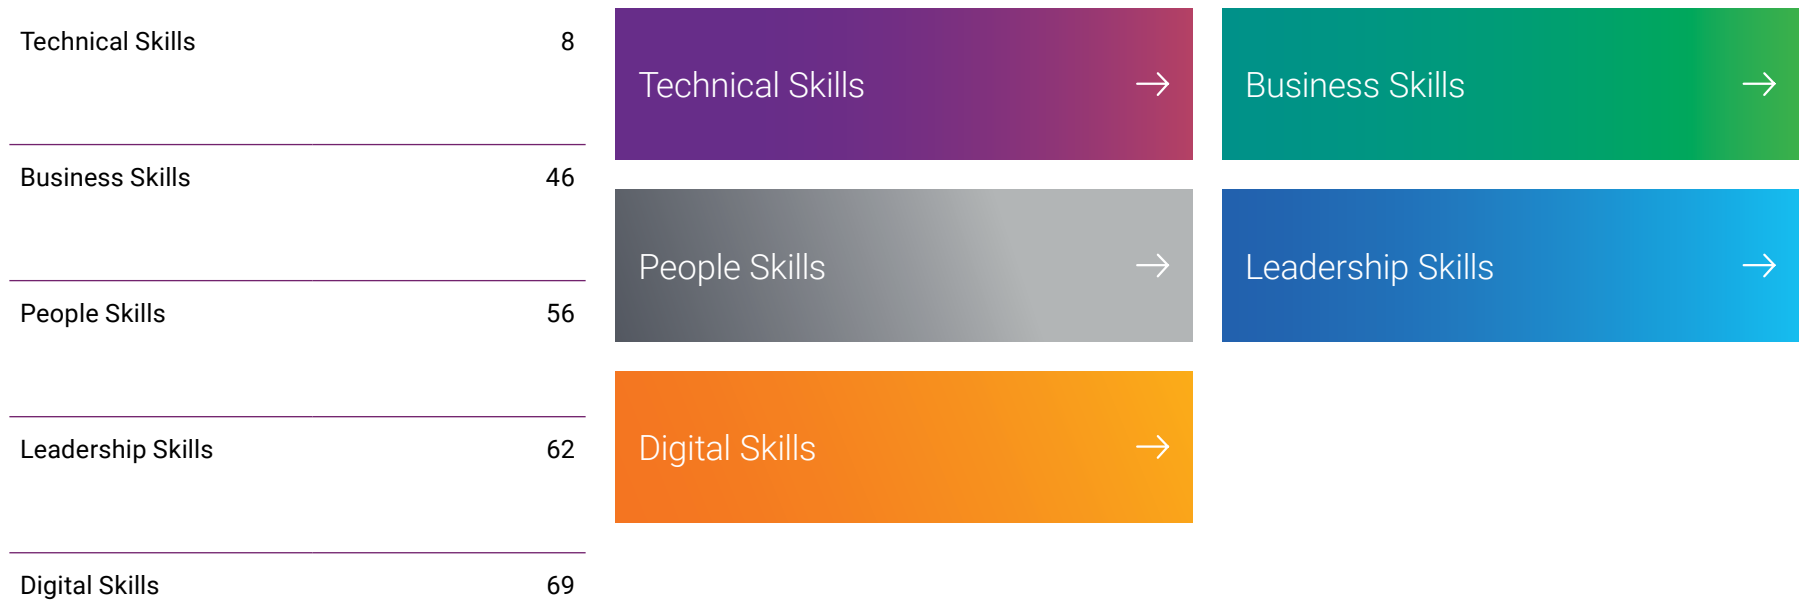 Technical Skills 8
Business Skills 46
People Skills 56
Leadership Skills 62
Digital Skills 69
Technical Skills
Business Skills
People Skills
Leadership Skills
Digital Skills